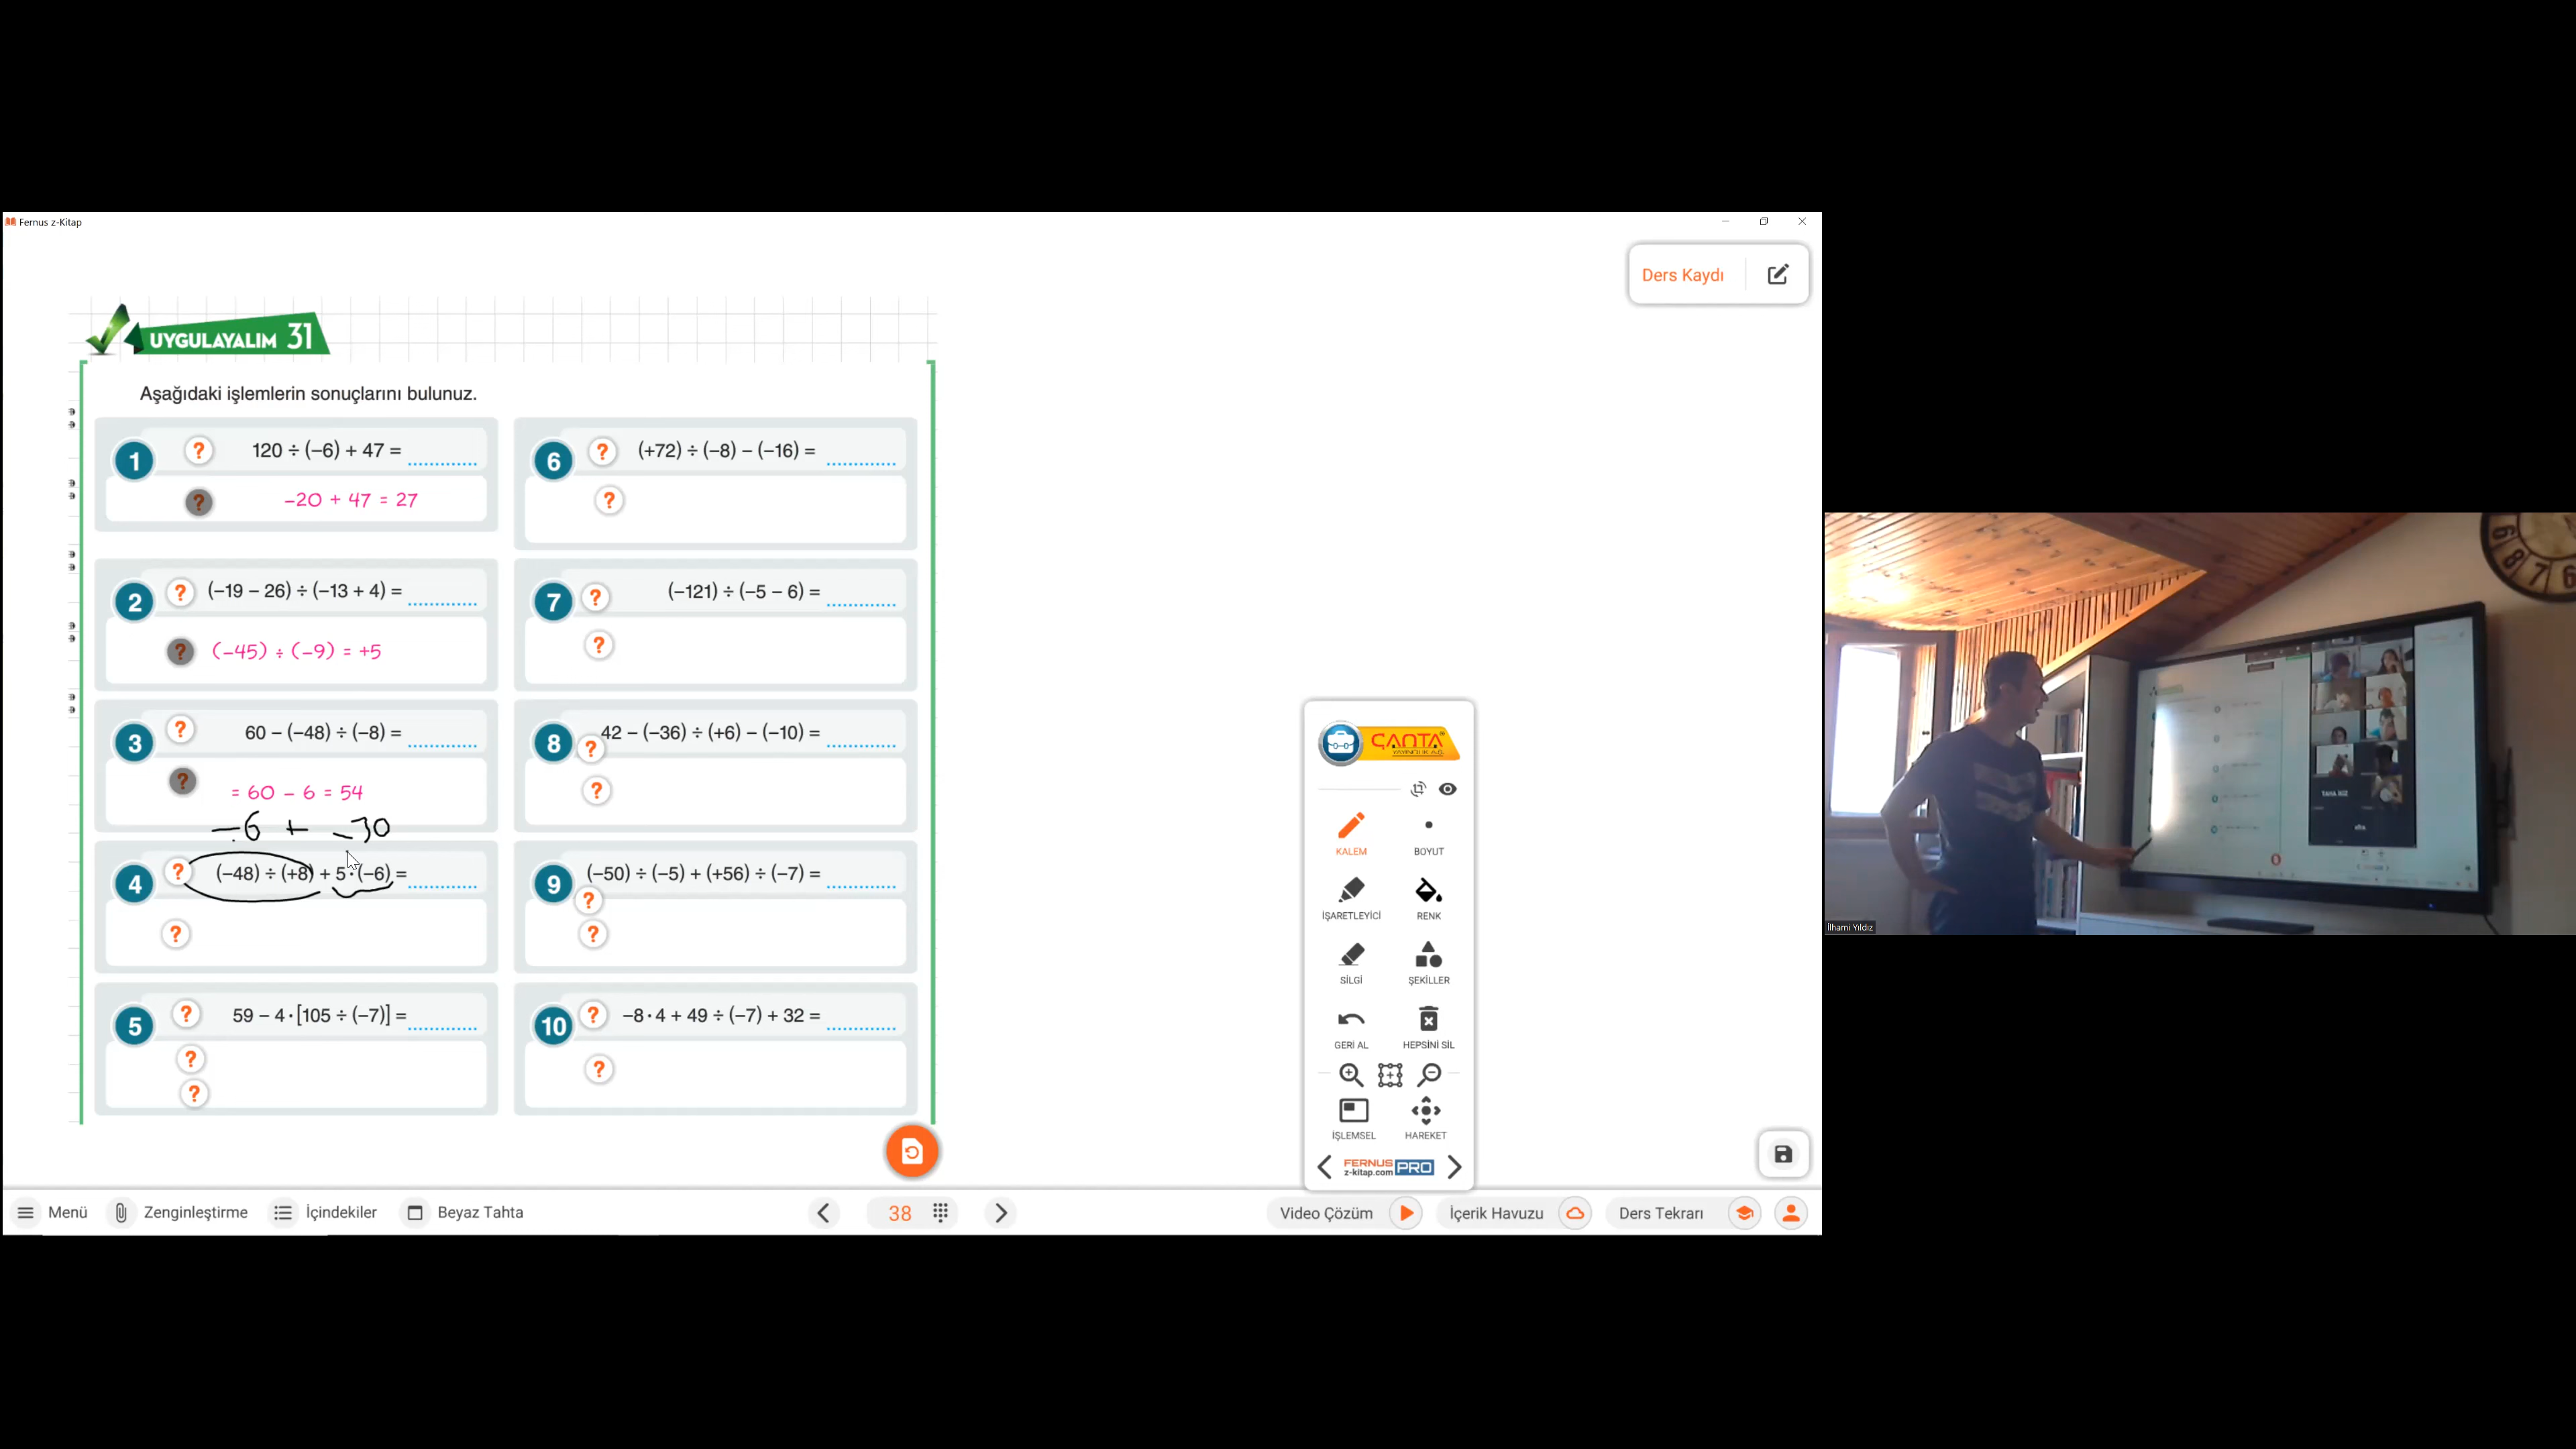 Fernus z-Kitap
Ders Kaydı
UYGULAYALIM 31
Aşağıdaki işlemlerin sonuçlarını bulunuz.
1 ? 120 ÷ (–6) + 47 = ..............
? –20 + 47 = 27
2 ? (–19 – 26) ÷ (–13 + 4) = ..............
? (–45) ÷ (–9) = +5
3 ? 60 – (–48) ÷ (–8) = ..............
? = 60 – 6 = 54
–6 + –30
4 ? (–48) ÷ (+8) + 5 · (–6) = ..............
?
5 ? 59 – 4 · [105 ÷ (–7)] = ..............
?
?
6 ? (+72) ÷ (–8) – (–16) = ..............
?
7 ? (–121) ÷ (–5 – 6) = ..............
?
8 ? 42 – (–36) ÷ (+6) – (–10) = ..............
?
9 ? (–50) ÷ (–5) + (+56) ÷ (–7) = ..............
?
10 ? –8 · 4 + 49 ÷ (–7) + 32 = ..............
?
ÇANTA
KALEM BOYUT
İŞARETLEYİCİ RENK
SİLGİ ŞEKİLLER
GERİ AL HEPSİNİ SİL
İŞLEMSEL HAREKET
FERNUS PRO
z-kitap.com
Menü Zenginleştirme İçindekiler Beyaz Tahta 38 Video Çözüm İçerik Havuzu Ders Tekrarı
8 7 6
İlhami Yıldız